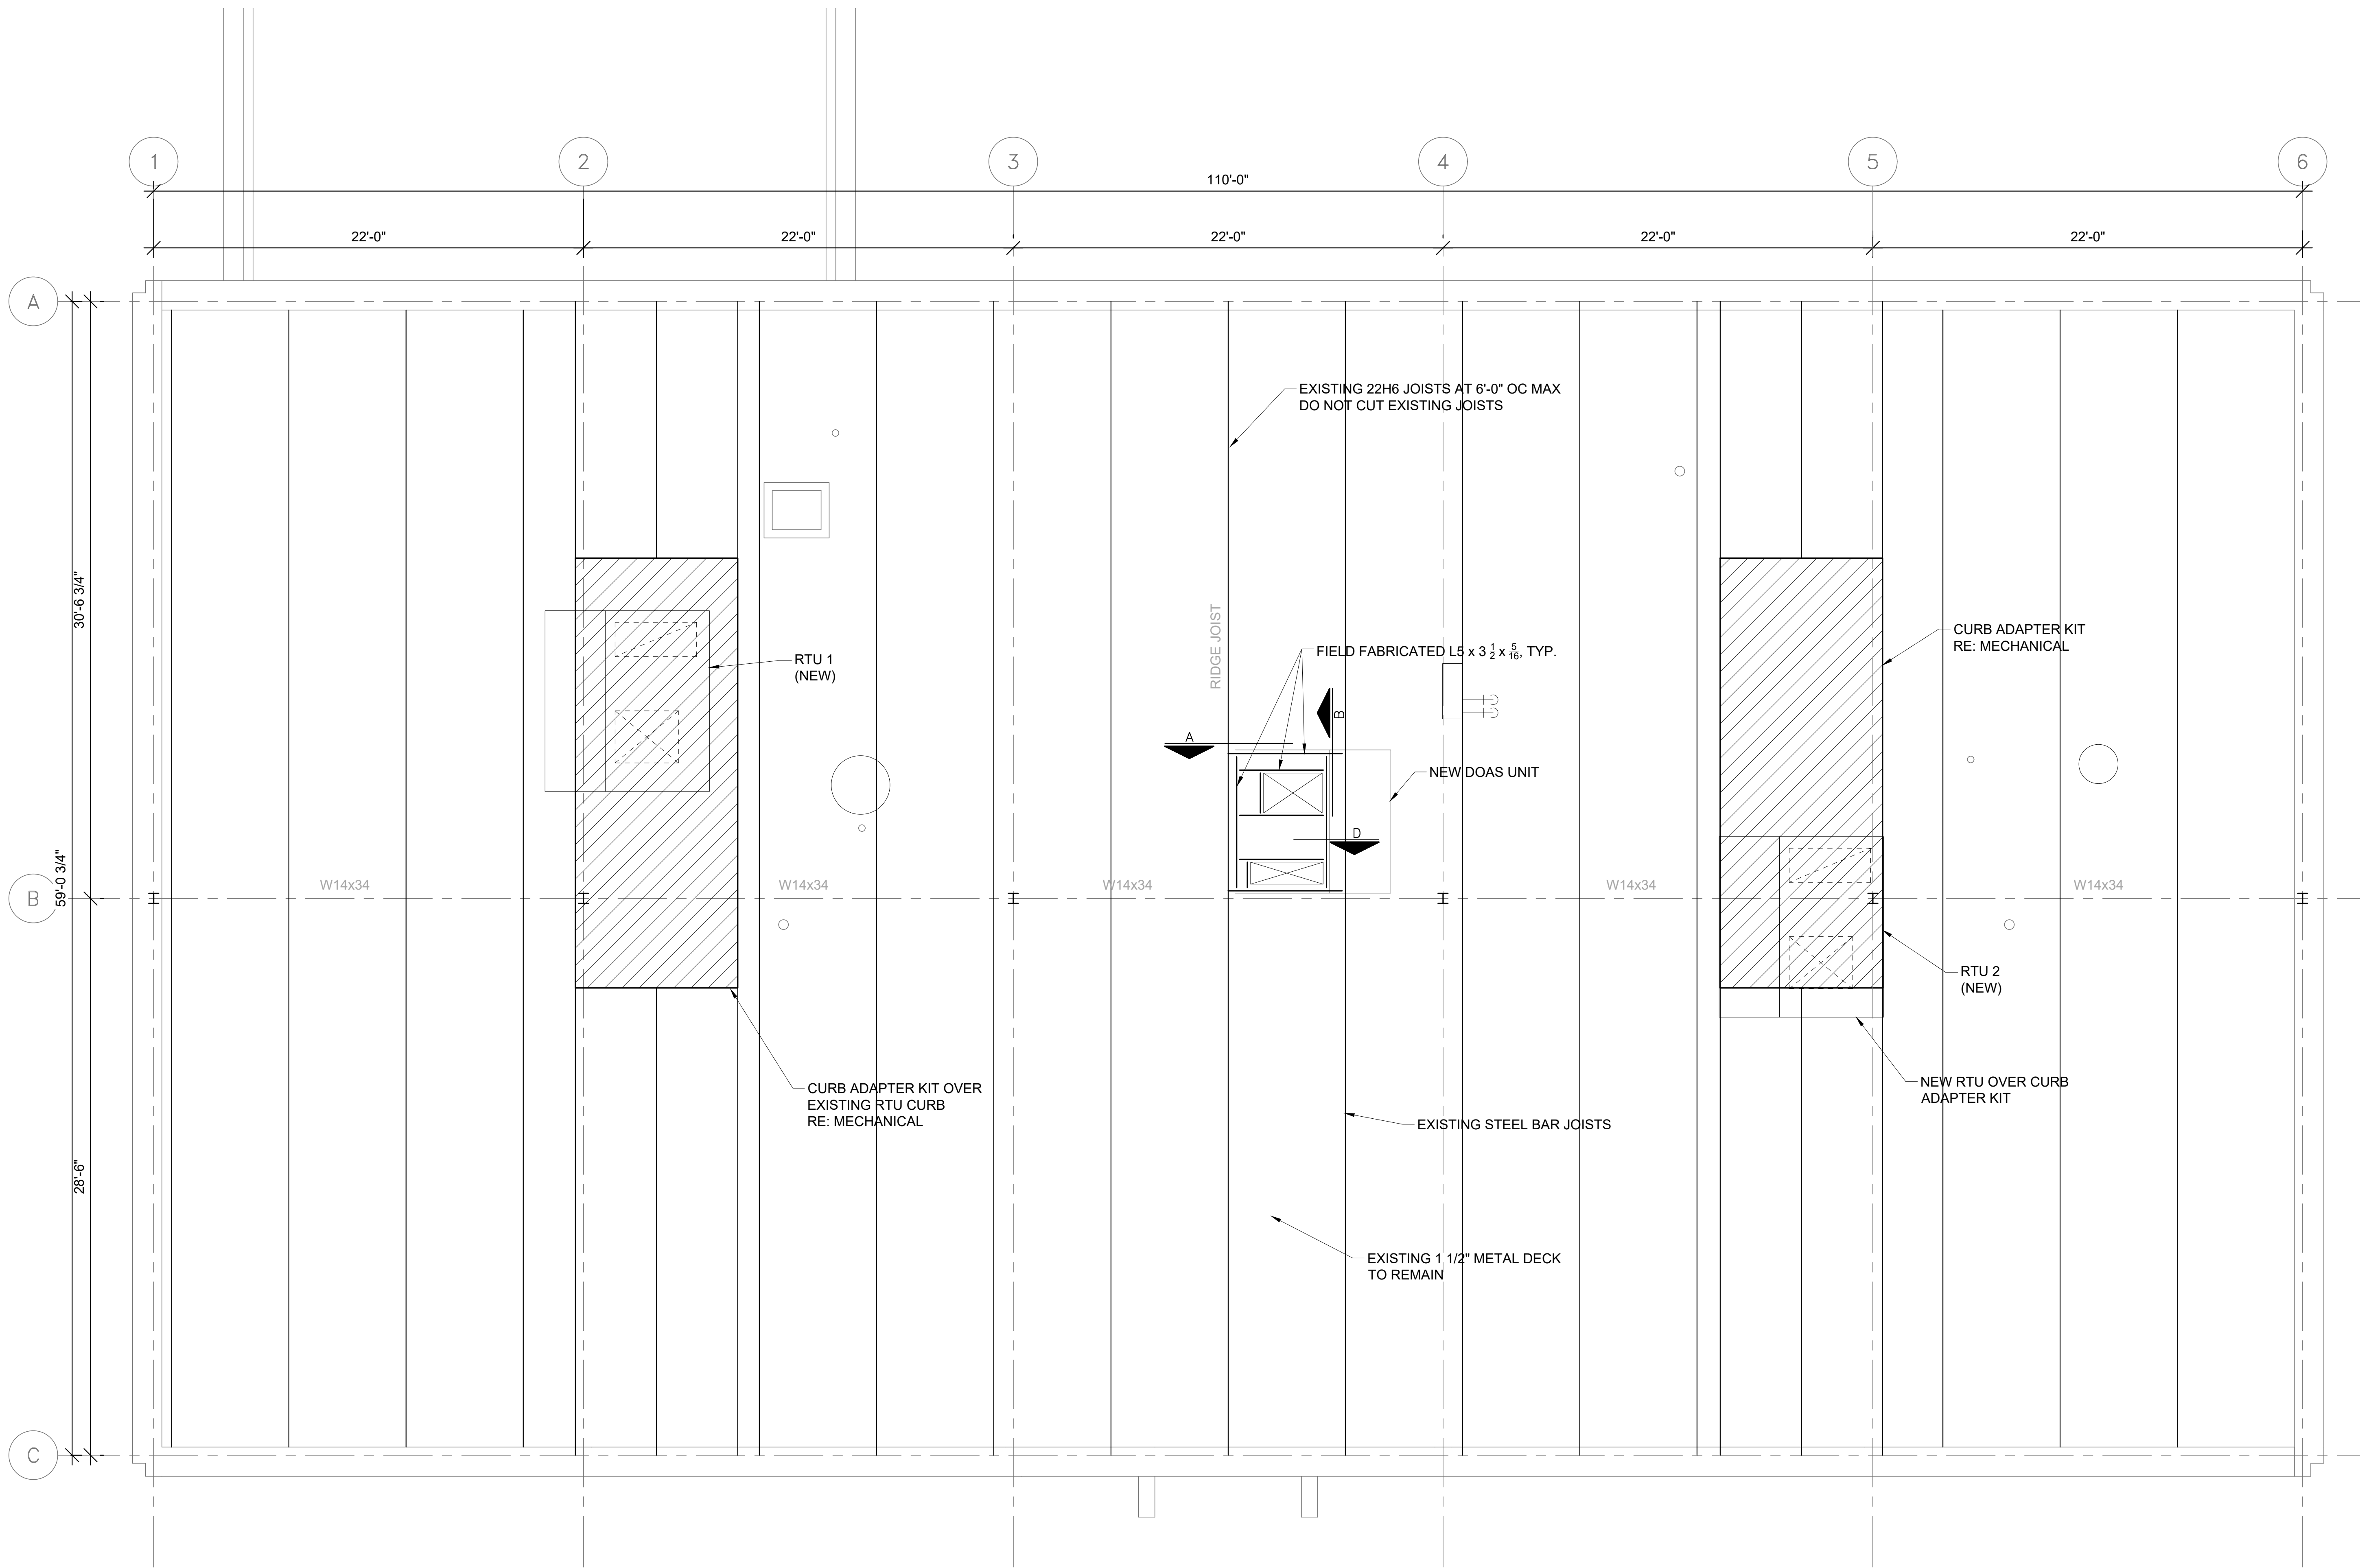 1
2
3
4
5
6
110'-0"
22'-0"
22'-0"
22'-0"
22'-0"
22'-0"
A
EXISTING 22H6 JOISTS AT 6'-0" OC MAX
DO NOT CUT EXISTING JOISTS
30'-6 3/4"
RIDGE JOIST
RTU 1
(NEW)
FIELD FABRICATED L5 x 3 1/2 x 5/16, TYP.
CURB ADAPTER KIT
RE: MECHANICAL
B
A
NEW DOAS UNIT
D
59'-0 3/4"
B
W14x34
W14x34
W14x34
W14x34
W14x34
RTU 2
(NEW)
CURB ADAPTER KIT OVER
EXISTING RTU CURB
RE: MECHANICAL
NEW RTU OVER CURB
ADAPTER KIT
EXISTING STEEL BAR JOISTS
28'-6"
EXISTING 1 1/2" METAL DECK
TO REMAIN
C